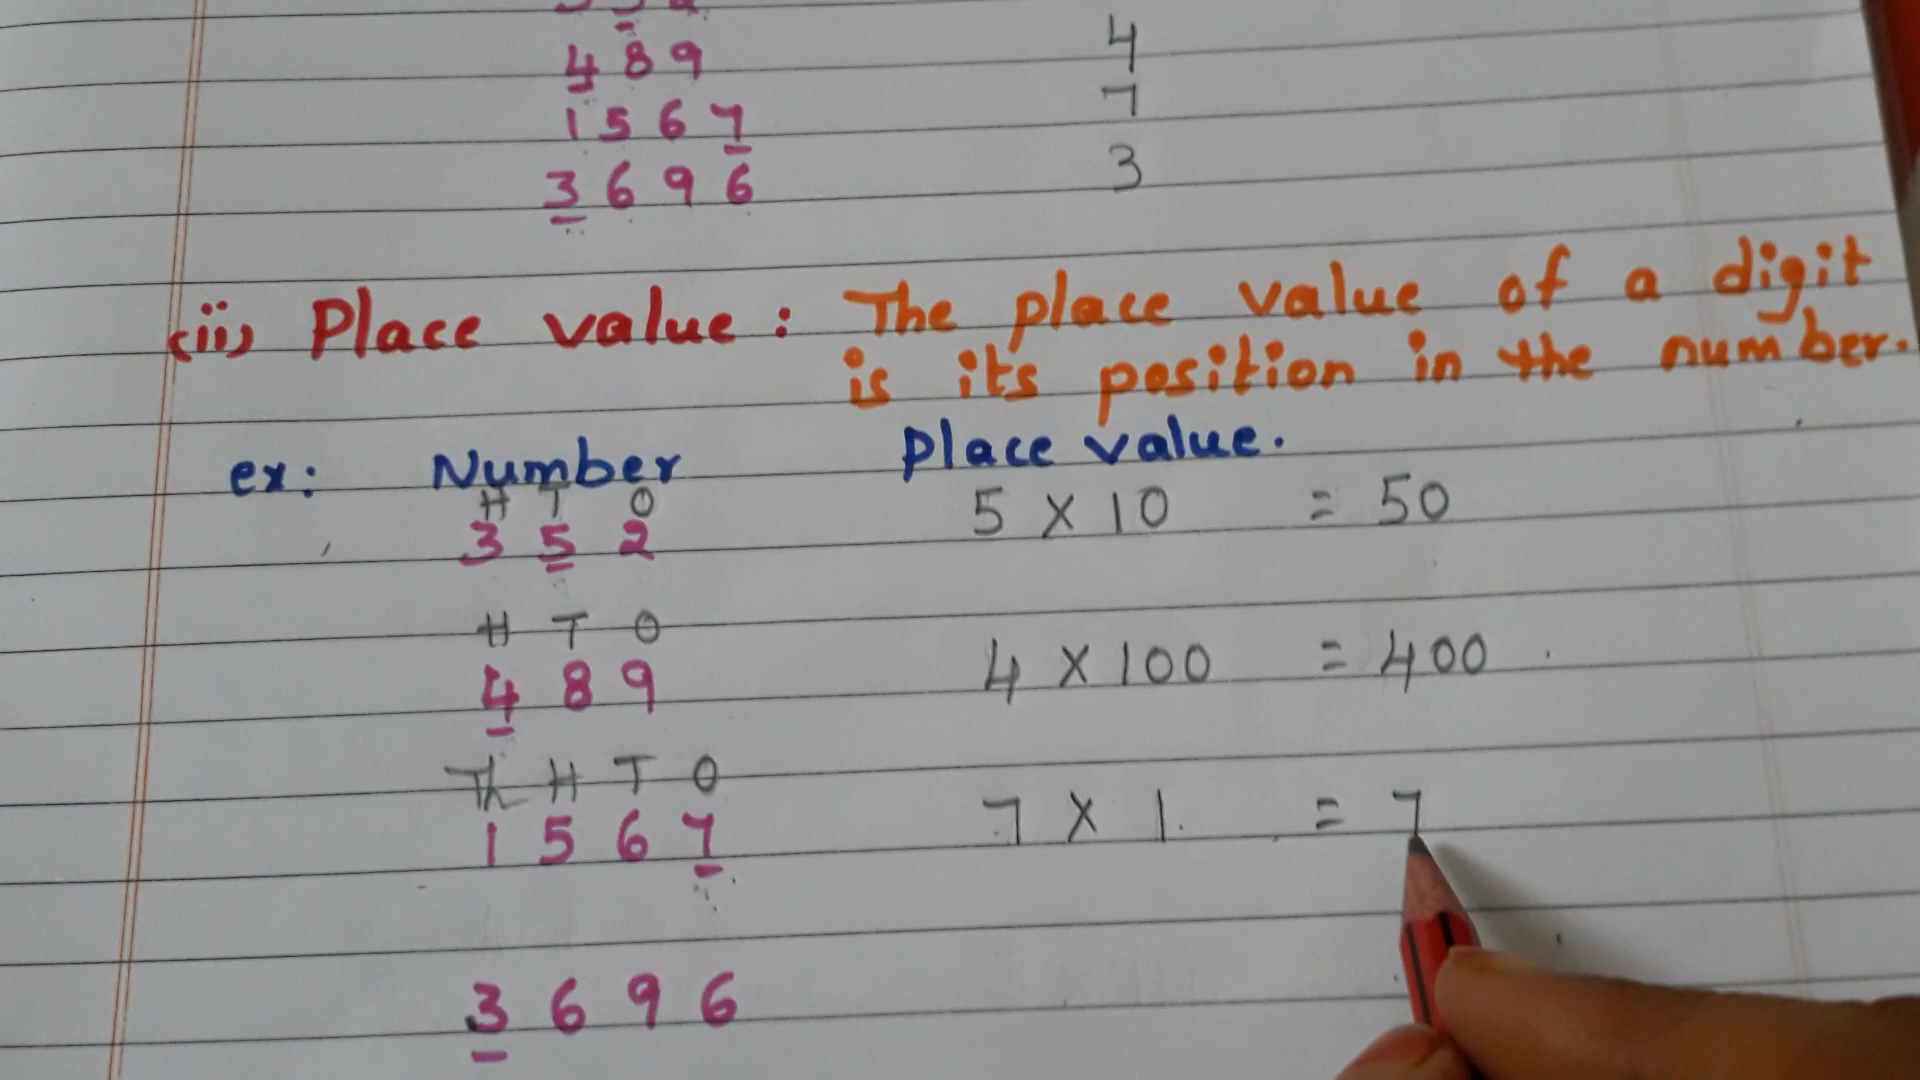 489 4
1567 7
3696 3
(ii) Place value: The place value of a digit
is its position in the number.
ex: Number Place value.
H T O
352 5 X 10 = 50
H T O
489 4 X 100 = 400
Th H T O
1567 7 X 1 = 7
3696